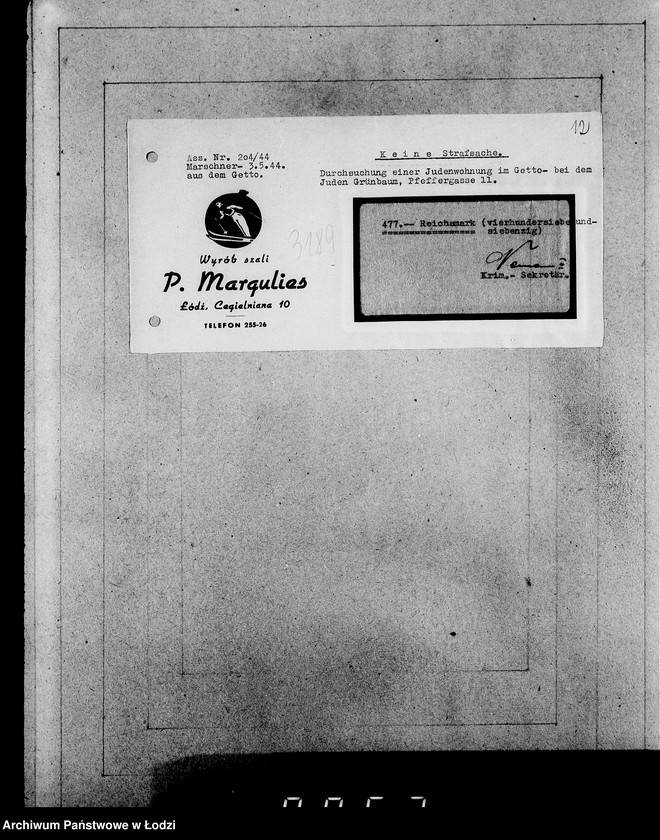 12
Ass. Nr. 204/44
Marschner- 3.5.44.
aus dem Getto.
Keine Strafsache.
Durchsuchung einer Judenwohnung im Getto- bei dem
Juden Grünbaum, Pfeffergasse 11.
3189
477.-- Reichsmark (vierhundersiebenund-
siebenzig)
Krim.- Sekretär.
Wyrób szali
P. Margulies
Łódź, Cegielniana 10
TELEFON 255-26
Archiwum Państwowe w Łodzi